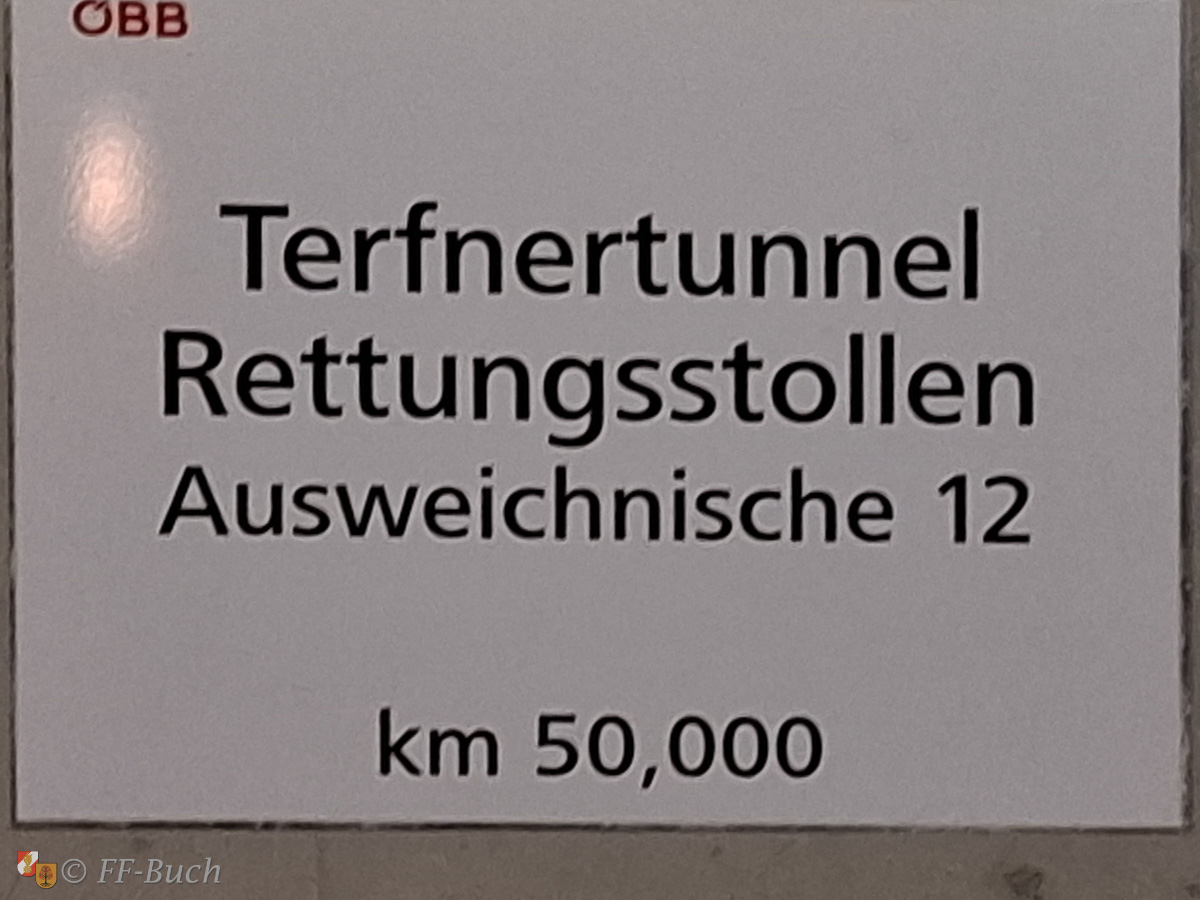 ÖBB
Terfnertunnel
Rettungsstollen
Ausweichnische 12
km 50,000
© FF-Buch